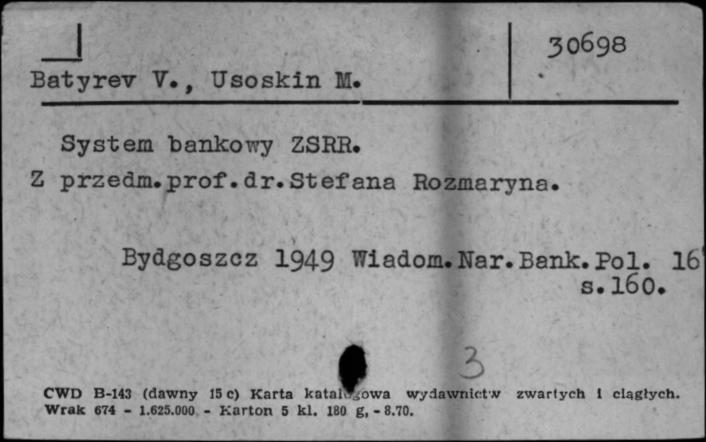 30698
Batyrev V., Usoskin M.
System bankowy ZSRR.
Z przedm.prof.dr.Stefana Rozmaryna.
Bydgoszcz 1949 Wiadom.Nar.Bank.Pol. 16
s.160.
3
CWD B-143 (dawny 15 c) Karta katalogowa wydawnictw zwartych i ciągłych.
Wrak 674 - 1.625.000 - Karton 5 kl. 180 g, - 8.70.